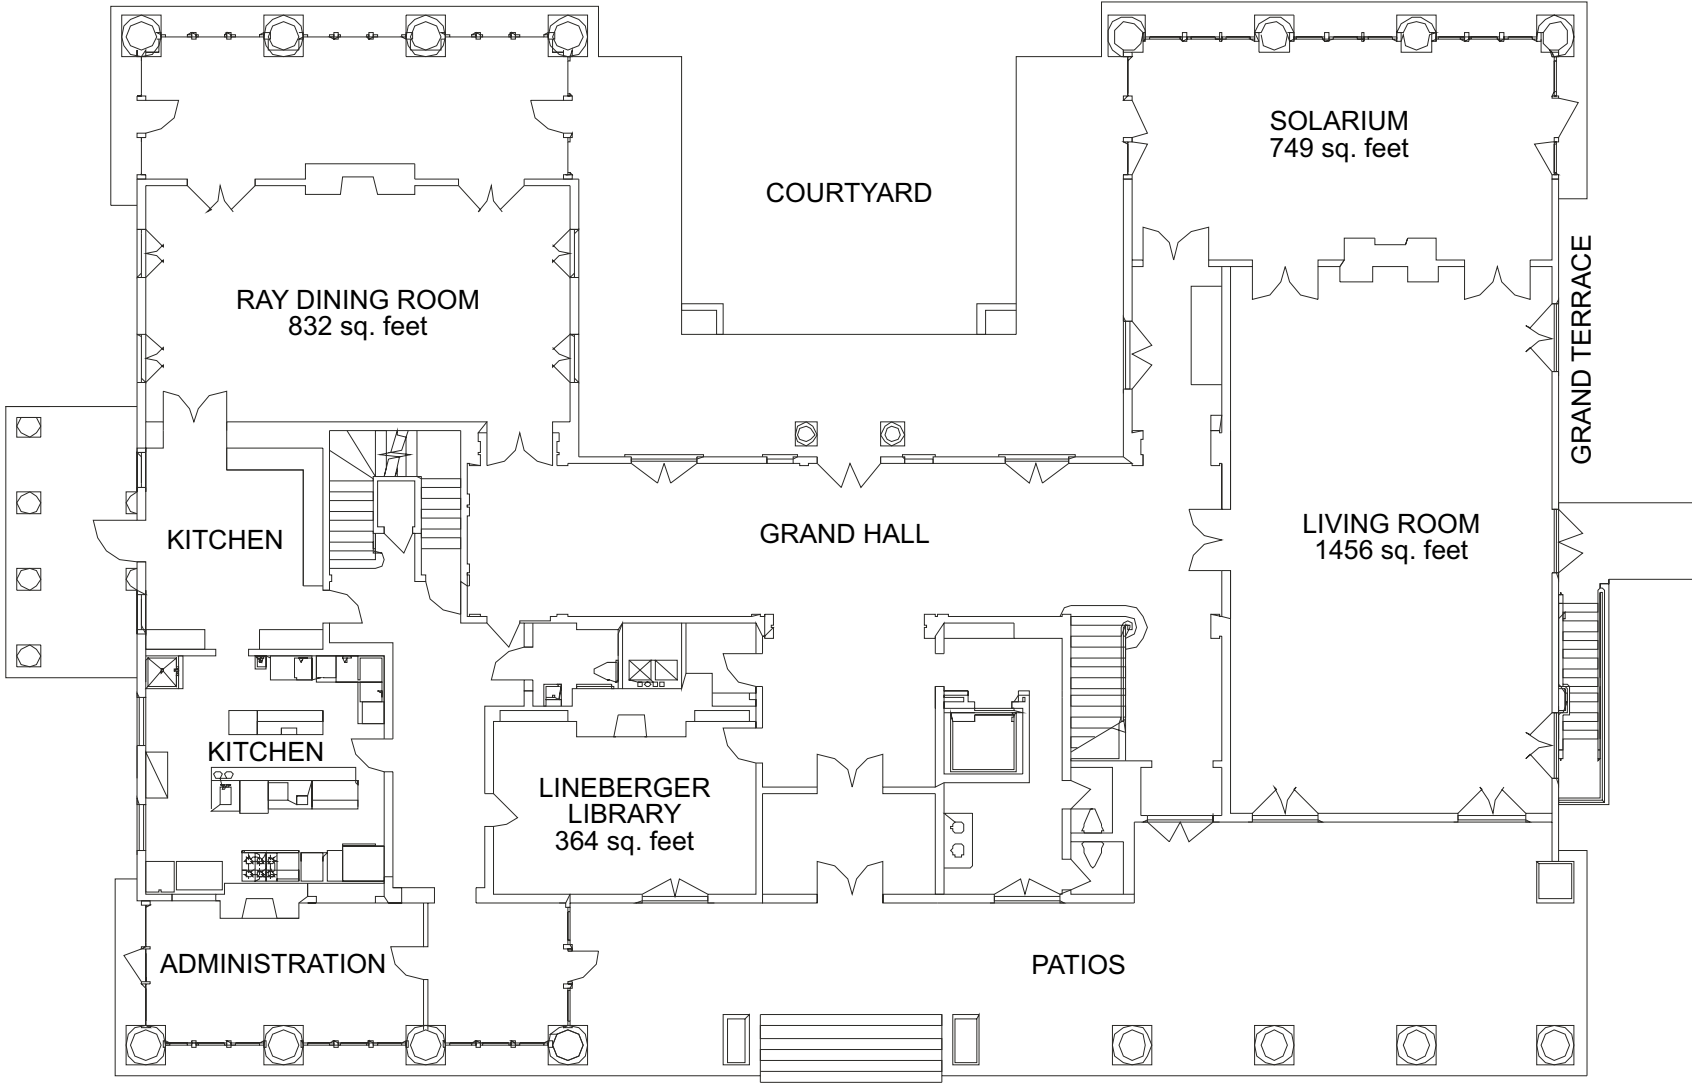 SOLARIUM
749 sq. feet
COURTYARD
RAY DINING ROOM
832 sq. feet
GRAND TERRACE
KITCHEN
GRAND HALL
LIVING ROOM
1456 sq. feet
KITCHEN
LINEBERGER
LIBRARY
364 sq. feet
ADMINISTRATION
PATIOS